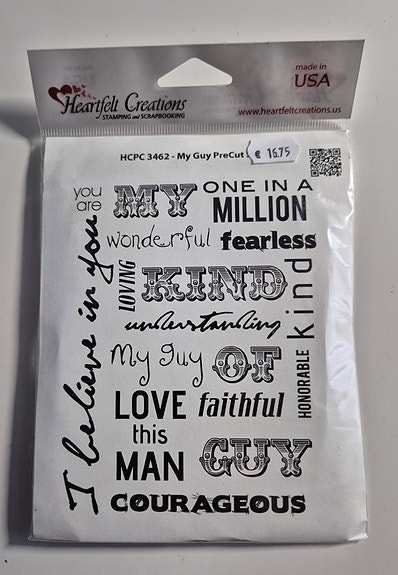 made in
USA
Heartfelt Creations
STAMPING and SCRAPBOOKING
www.heartfeltcreations.us
HCPC 3462 - My Guy PreCut
€ 16.75
you are
MY
ONE IN A
MILLION
wonderful
fearless
I believe in you
LOVING
KIND
kind
understanding
My Guy
OF
HONORABLE
LOVE
faithful
this
MAN
GUY
COURAGEOUS